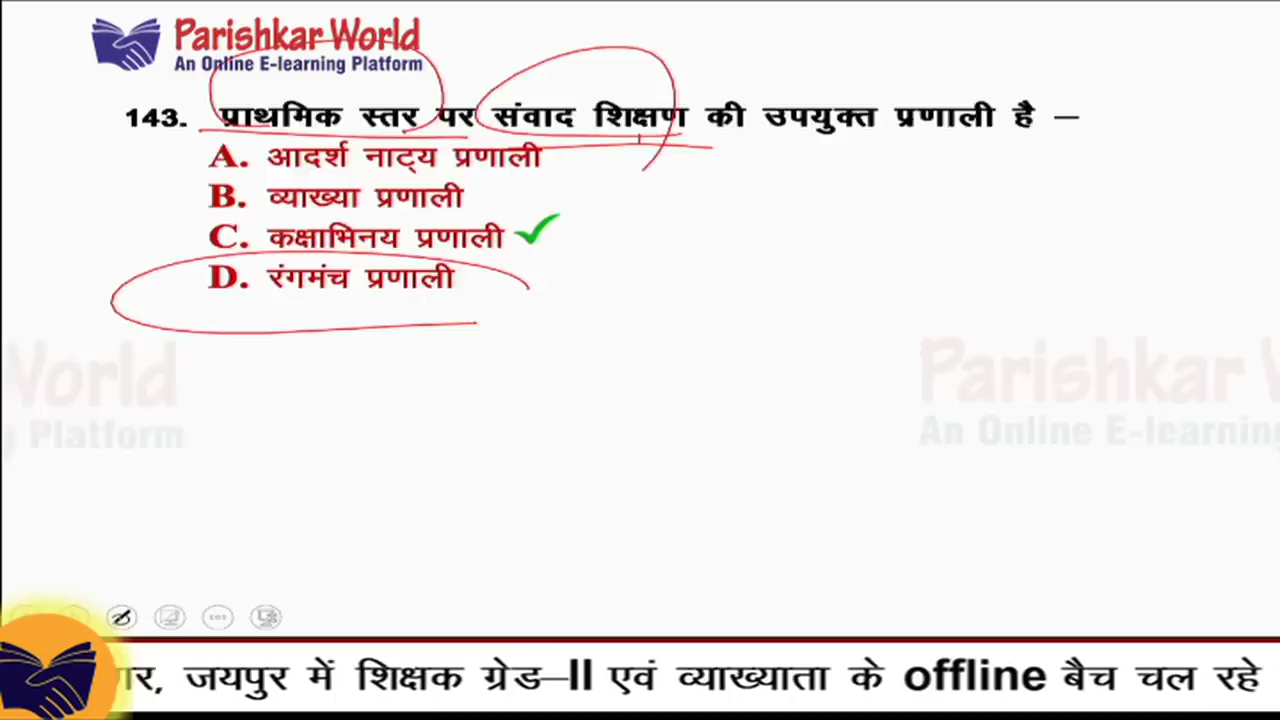 Parishkar World
An Online E-learning Platform
143. प्राथमिक स्तर पर संवाद शिक्षण की उपयुक्त प्रणाली है –
A. आदर्श नाट्य प्रणाली
B. व्याख्या प्रणाली
C. कक्षाभिनय प्रणाली
D. रंगमंच प्रणाली
World
Parishkar W
g Platform
An Online E-learning
गर, जयपुर में शिक्षक ग्रेड–II एवं व्याख्याता के offline बैच चल रहे